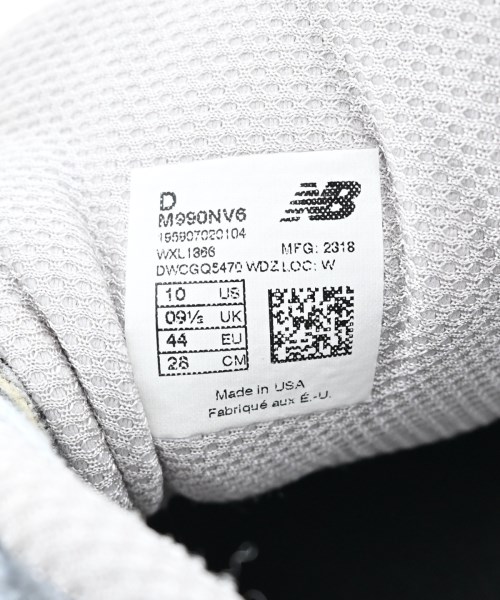 D
M990NV6
195907020104
WXL1366 MFG: 2318
DWCGQ5470 WDZ LOC: W
10 US
09½ UK
44 EU
28 CM
Made in USA
Fabriqué aux É.-U.
NB